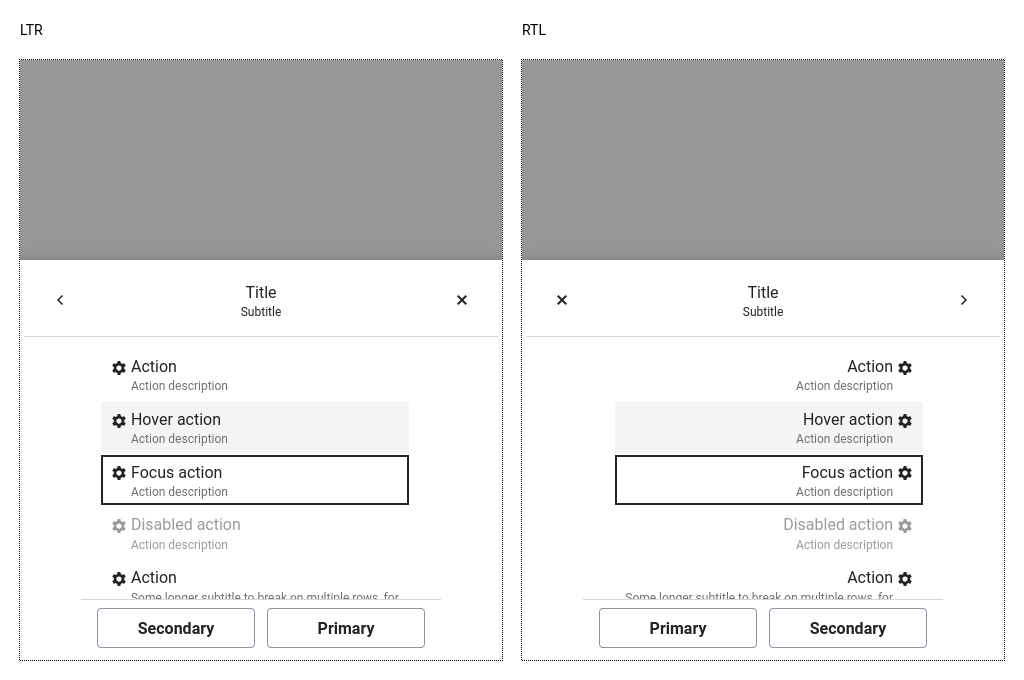 LTR
Title
Subtitle
Action
Action description
Hover action
Action description
Focus action
Action description
Disabled action
Action description
Action
Some longer subtitle to break on multiple rows, for
Secondary
Primary
RTL
Title
Subtitle
Action
Action description
Hover action
Action description
Focus action
Action description
Disabled action
Action description
Action
Some longer subtitle to break on multiple rows, for
Primary
Secondary